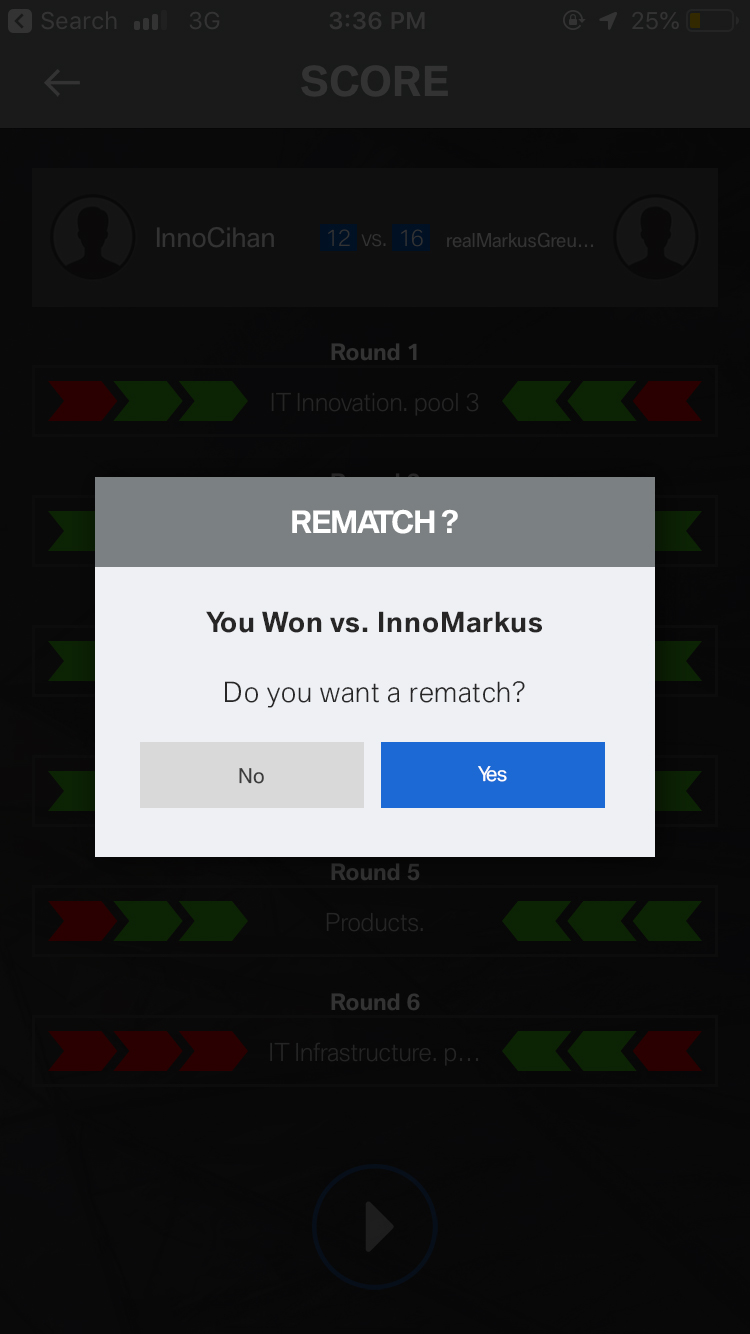 Search 3G 3:36 PM 25%
SCORE
InnoCihan 12 vs. 16 realMarkusGreu...
Round 1
IT Innovation. pool 3
REMATCH ?
You Won vs. InnoMarkus
Do you want a rematch?
No Yes
Round 5
Products.
Round 6
IT Infrastructure. p...